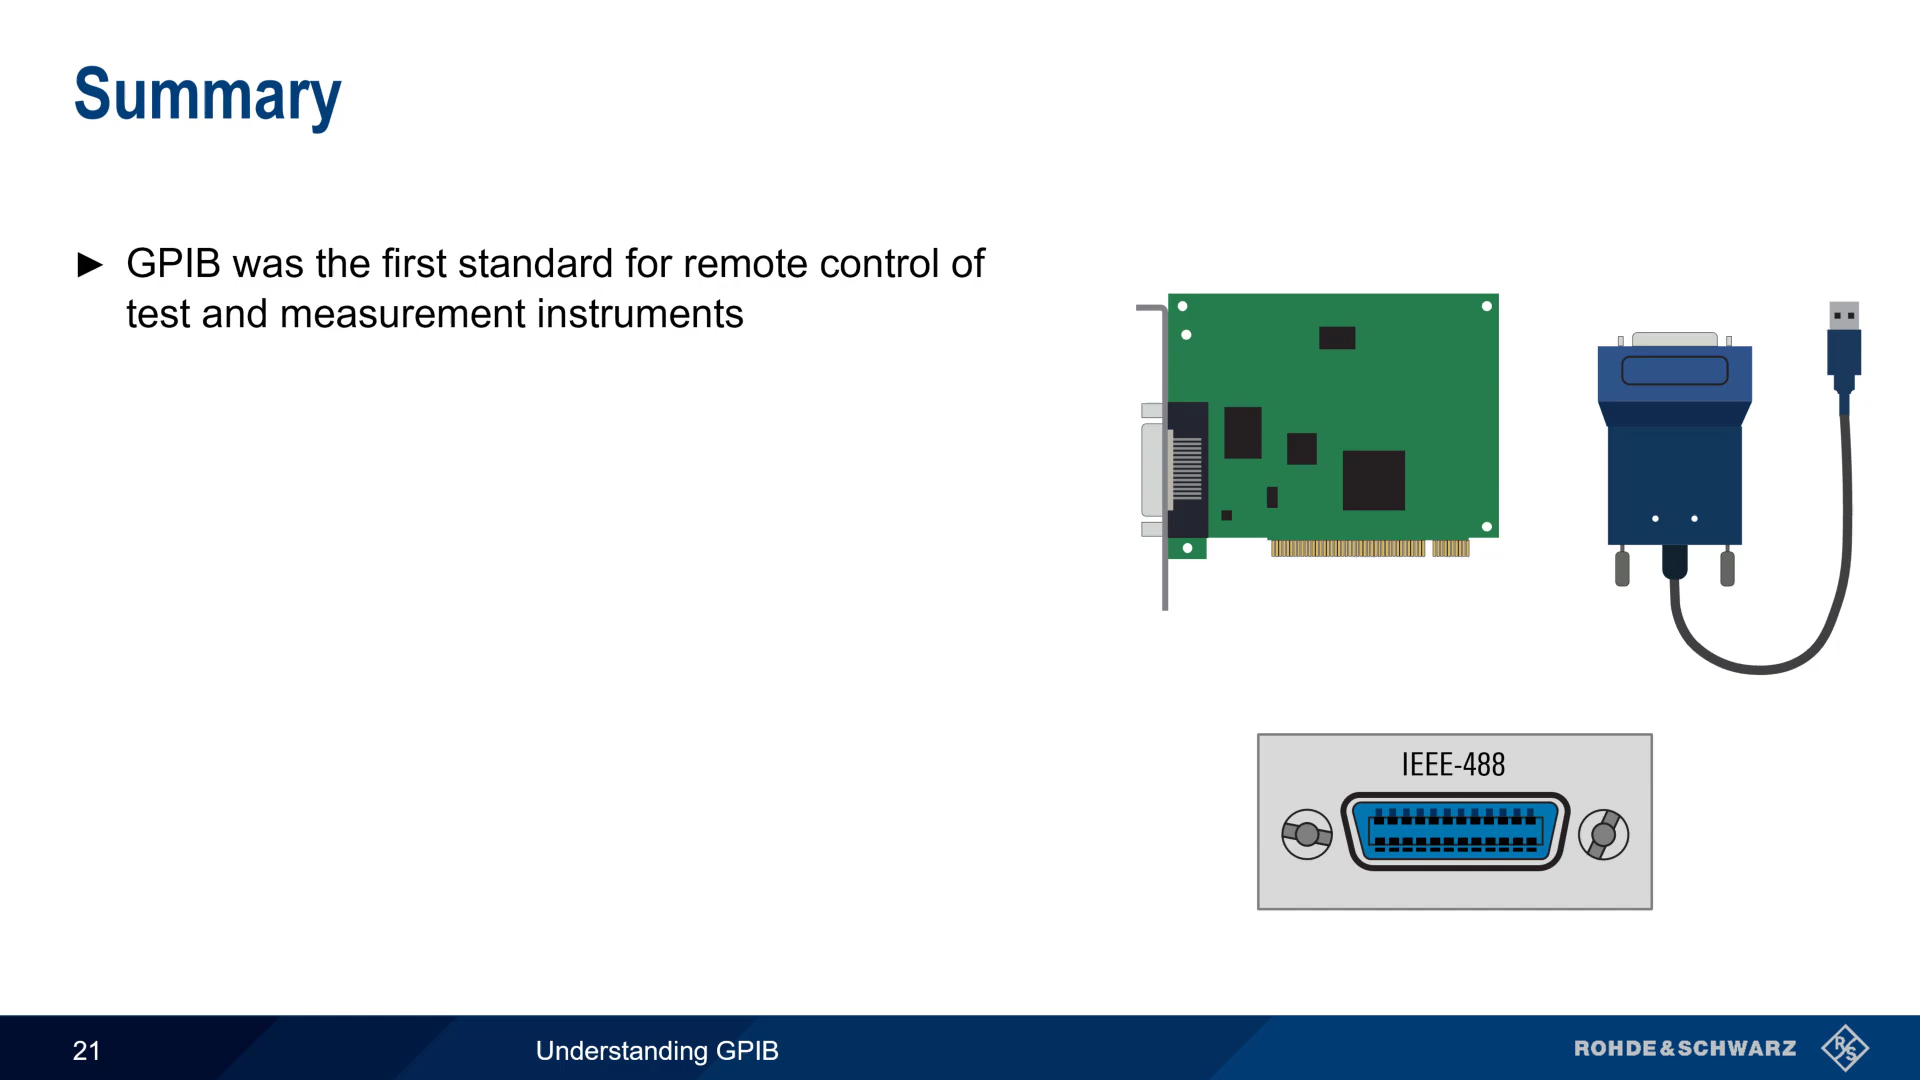 Summary
► GPIB was the first standard for remote control of
test and measurement instruments
IEEE-488
21
Understanding GPIB
ROHDE&SCHWARZ
R S